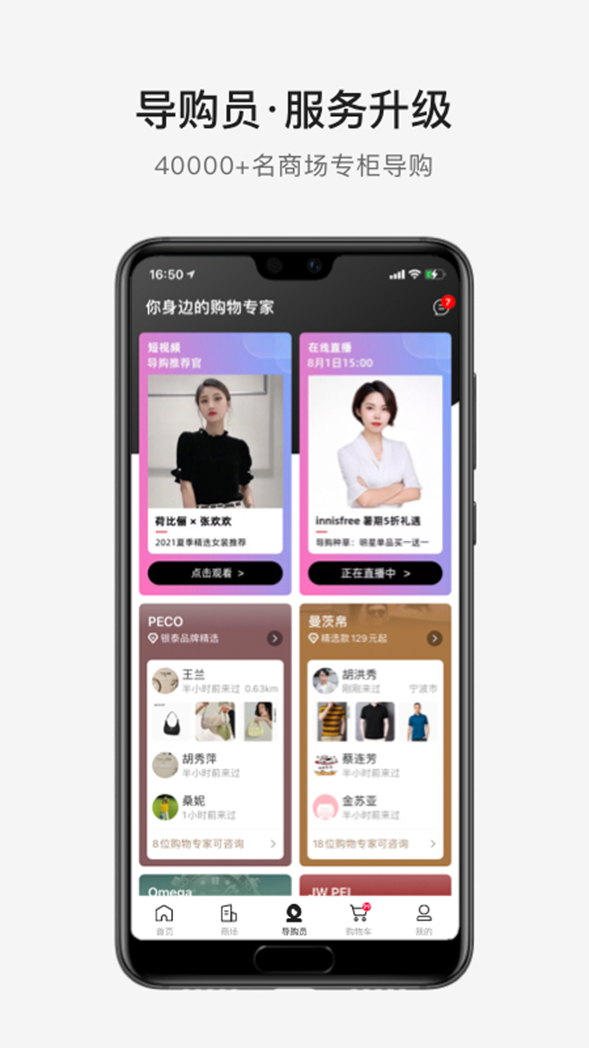 导购员·服务升级
40000+名商场专柜导购
16:50
你身边的购物专家
7
短视频
导购推荐官
荷比俪 × 张欢欢
2021夏季精选女装推荐
点击观看 >
在线直播
8月1日15:00
innisfree 暑期5折礼遇
导购种草：明星单品买一送一
正在直播中 >
PECO
银泰品牌精选
王兰
半小时前来过 0.63km
胡秀萍
半小时前来过
桑妮
1小时前来过
8位购物专家可咨询
曼茨帛
精选款129元起
胡洪秀
刚刚来过 宁波市
蔡连芳
半小时前来过
金苏亚
半小时前来过
18位购物专家可咨询
Omega
JW PEI
首页
商场
导购员
购物车
我的